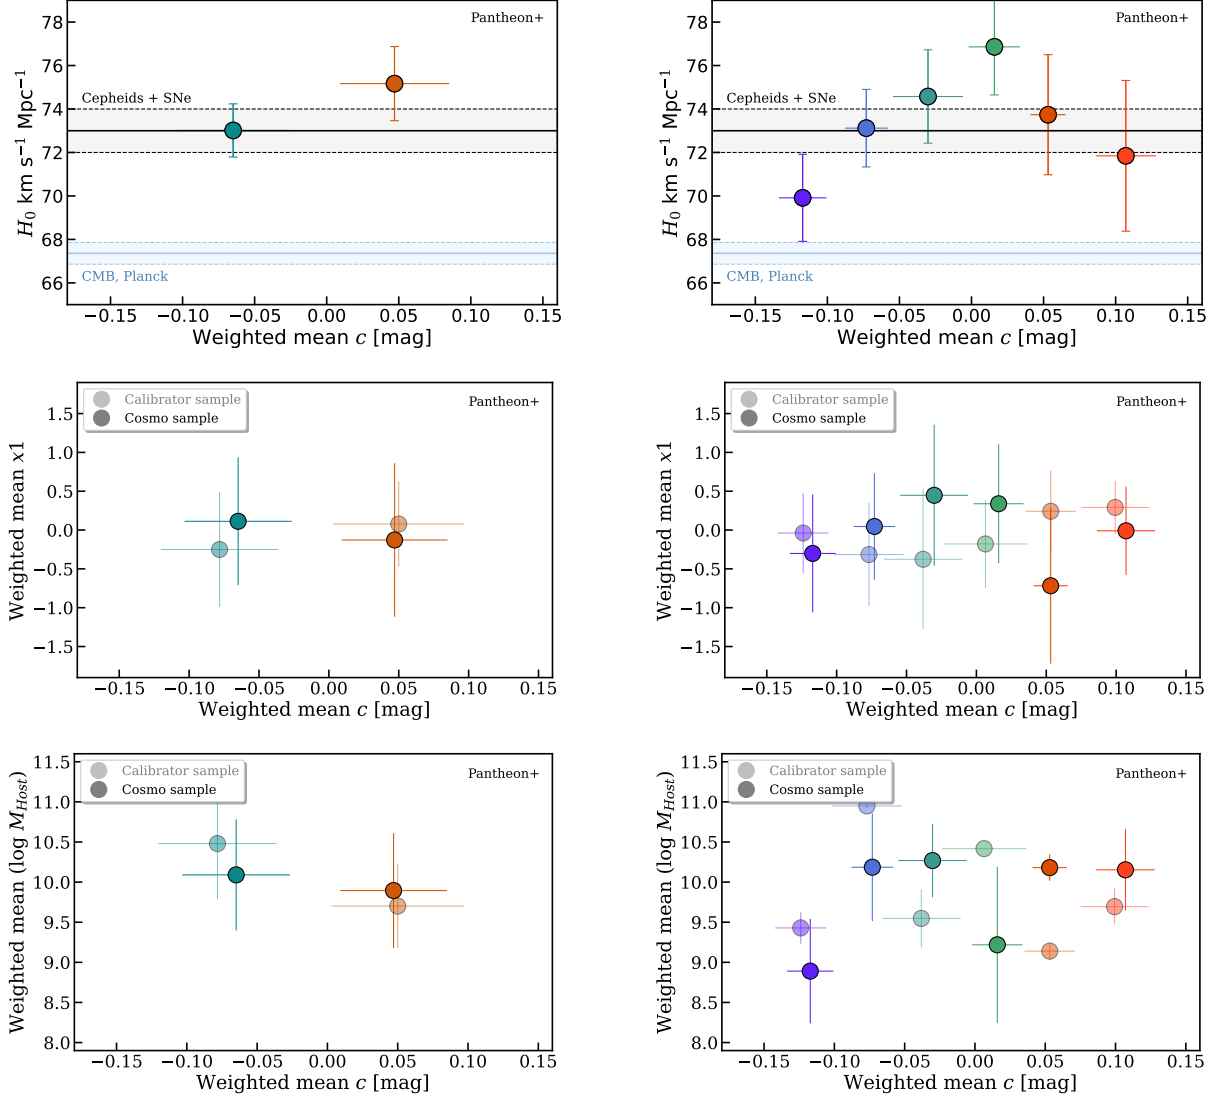 78
76
74
72
70
68
66
H₀ km s⁻¹ Mpc⁻¹
Pantheon+
Cepheids + SNe
CMB, Planck
−0.15 −0.10 −0.05 0.00 0.05 0.10 0.15
Weighted mean c [mag]
78
76
74
72
70
68
66
H₀ km s⁻¹ Mpc⁻¹
Pantheon+
Cepheids + SNe
CMB, Planck
−0.15 −0.10 −0.05 0.00 0.05 0.10 0.15
Weighted mean c [mag]
1.5
1.0
0.5
0.0
−0.5
−1.0
−1.5
Weighted mean x1
Calibrator sample
Cosmo sample
Pantheon+
−0.15 −0.10 −0.05 0.00 0.05 0.10 0.15
Weighted mean c [mag]
1.5
1.0
0.5
0.0
−0.5
−1.0
−1.5
Weighted mean x1
Calibrator sample
Cosmo sample
Pantheon+
−0.15 −0.10 −0.05 0.00 0.05 0.10 0.15
Weighted mean c [mag]
11.5
11.0
10.5
10.0
9.5
9.0
8.5
8.0
Weighted mean (log M_Host)
Calibrator sample
Cosmo sample
Pantheon+
−0.15 −0.10 −0.05 0.00 0.05 0.10 0.15
Weighted mean c [mag]
11.5
11.0
10.5
10.0
9.5
9.0
8.5
8.0
Weighted mean (log M_Host)
Calibrator sample
Cosmo sample
Pantheon+
−0.15 −0.10 −0.05 0.00 0.05 0.10 0.15
Weighted mean c [mag]